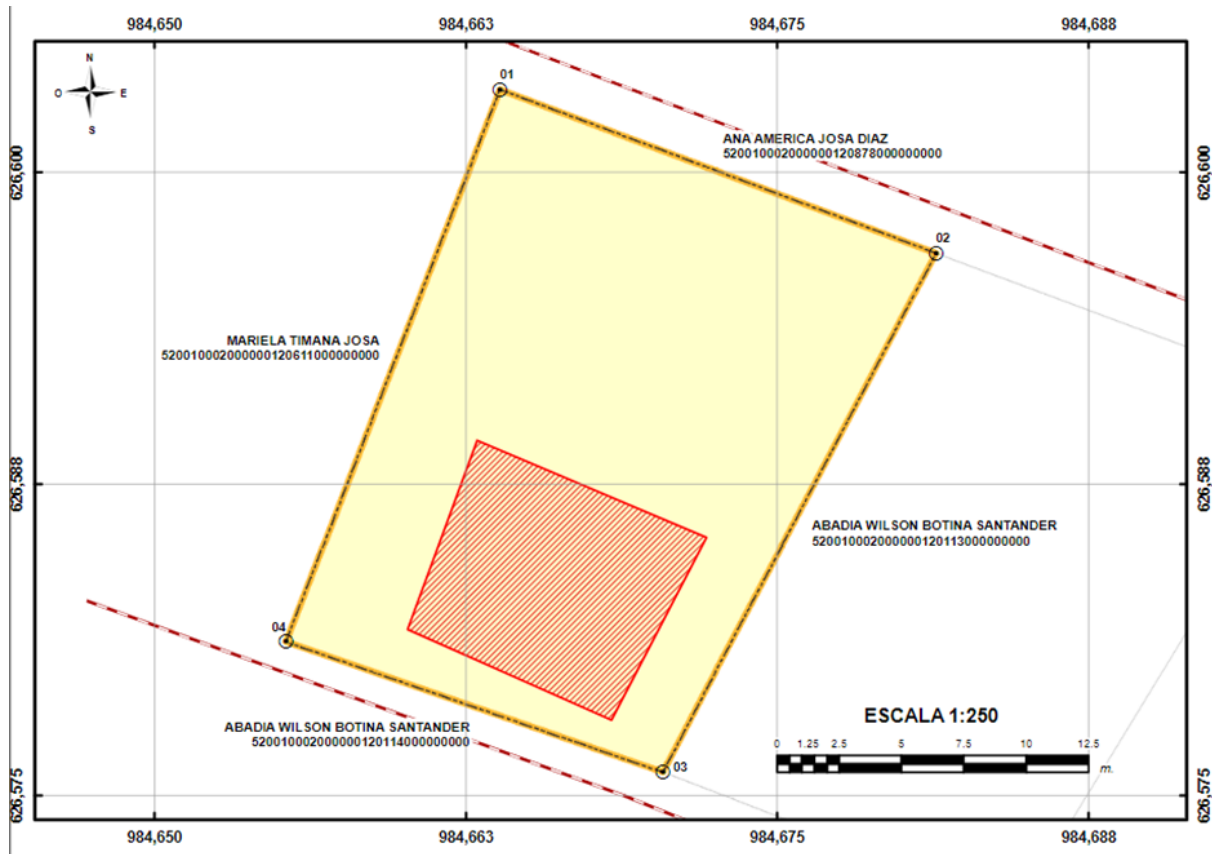 984,650 984,663 984,675 984,688
N
O E
S
01
ANA AMERICA JOSA DIAZ
520010002000000120878000000000
626,600 626,600
02
MARIELA TIMANA JOSA
520010002000000120611000000000
626,588 626,588
ABADIA WILSON BOTINA SANTANDER
520010002000000120113000000000
04
ABADIA WILSON BOTINA SANTANDER
520010002000000120114000000000
ESCALA 1:250
0 1.25 2.5 5 7.5 10 12.5
m.
03
626,575 626,575
984,650 984,663 984,675 984,688